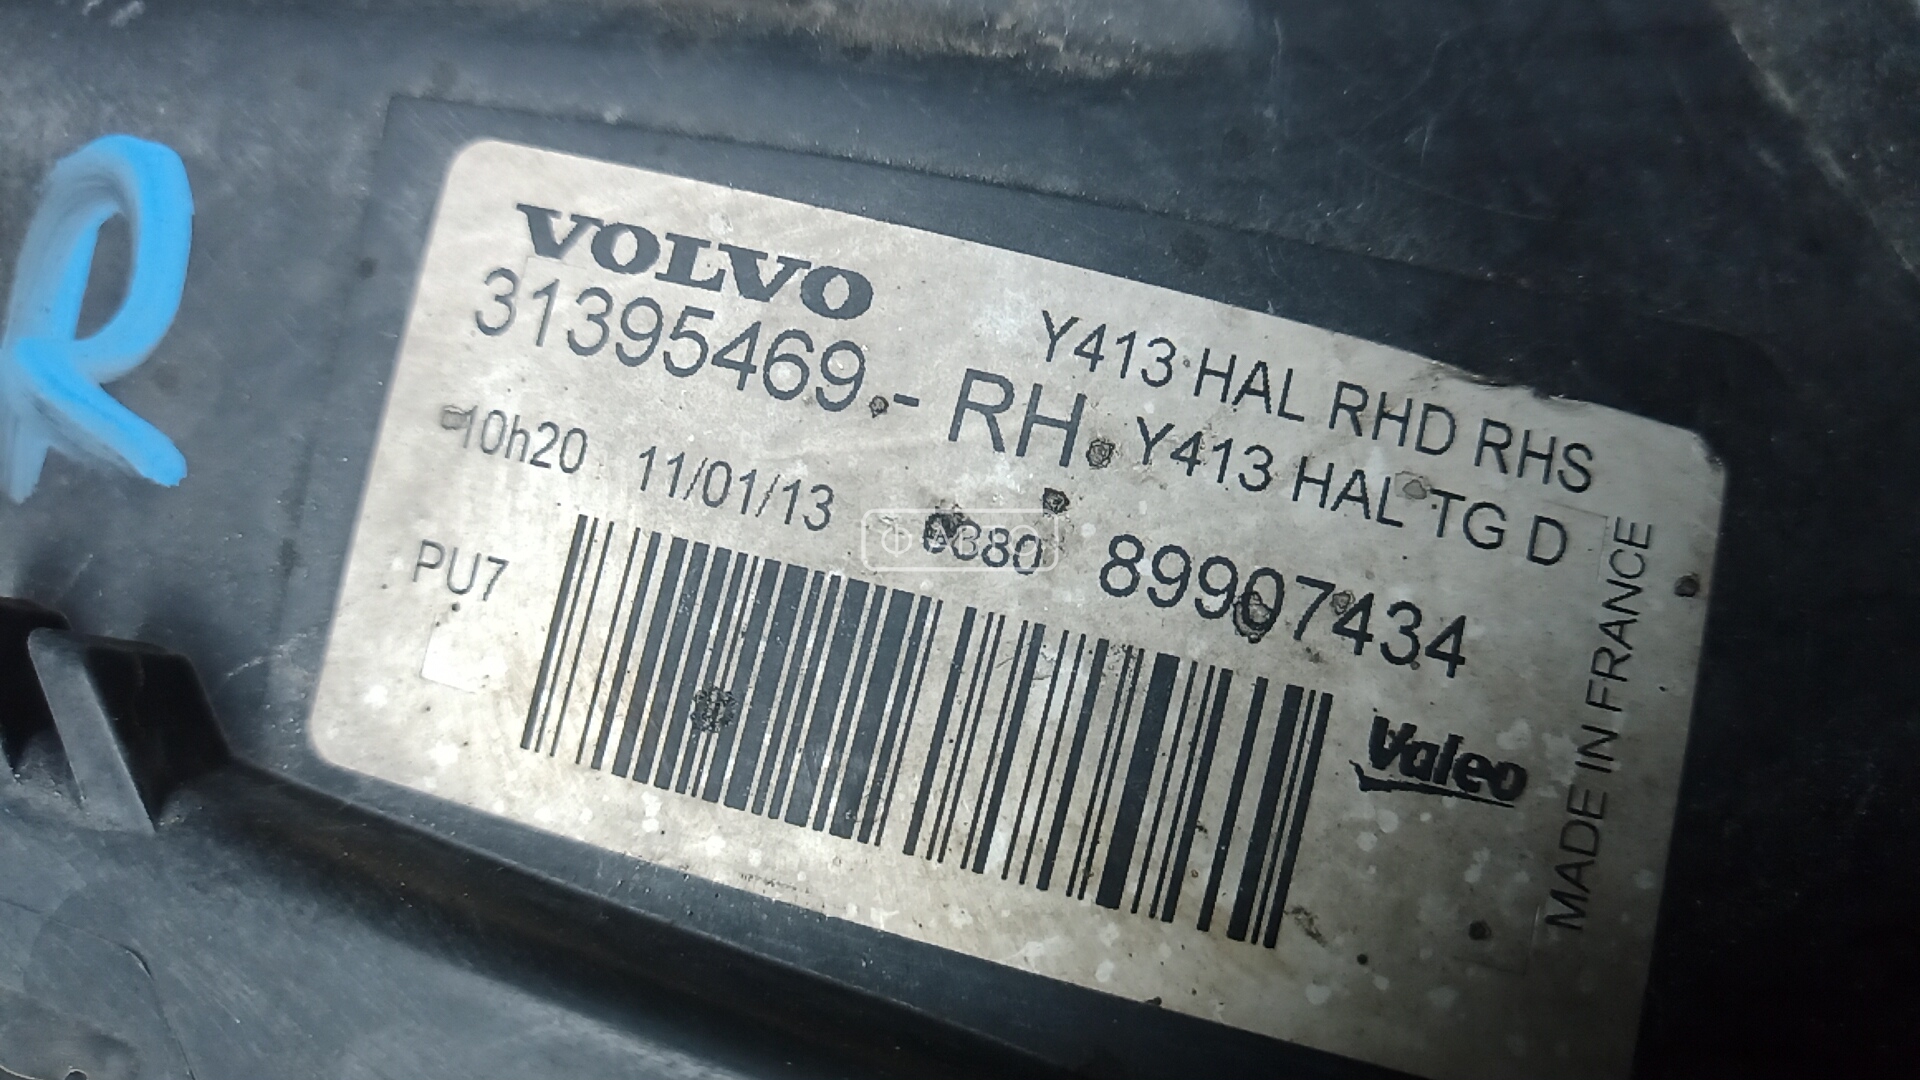 R
VOLVO
31395469.- RH.
Y413 HAL RHD RHS
Y413 HAL TG D
10h20 11/01/13 0380 89907434
PU7
Valeo
MADE IN FRANCE